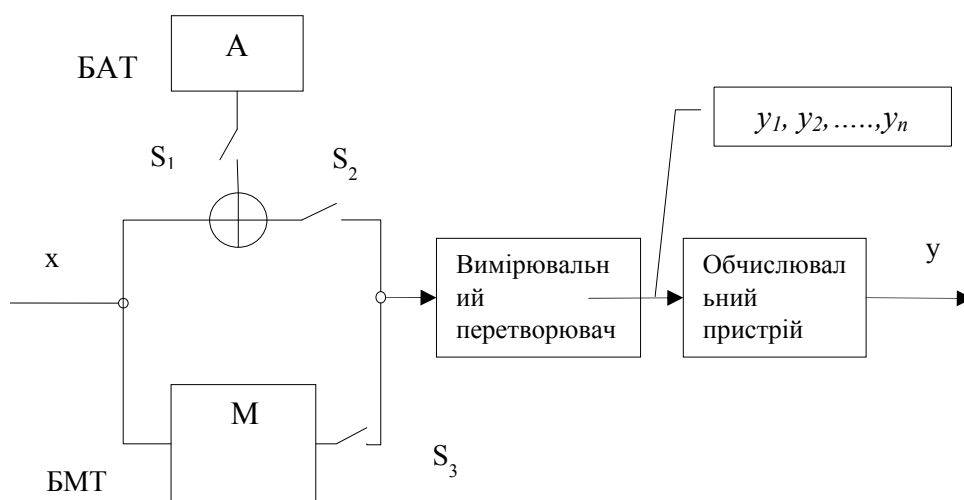 А
БАТ
y1, y2, .....,yn
S1
S2
x
Вимірювальн
ий
перетворювач
Обчислювал
ьний
пристрій
y
М
S3
БМТ